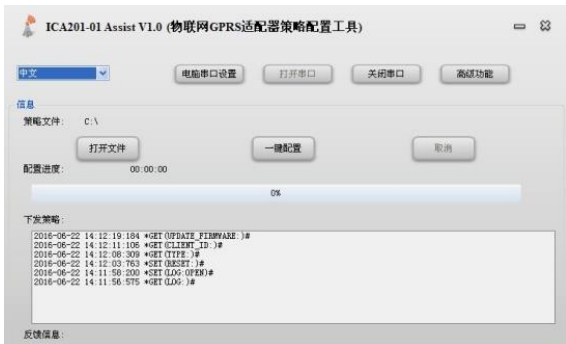 ICA201-01 Assist V1.0 (物联网GPRS适配器策略配置工具)
中文 电脑串口设置 打开串口 关闭串口 高级功能
信息
策略文件: C:\
打开文件 一键配置 取消
配置进度: 00:00:00
0%
下发策略:
2016-06-22 14:12:19:184 *GET(UPDATE_FIRMWARE:)#
2016-06-22 14:12:11:106 *GET(CLIENT_ID:)#
2016-06-22 14:12:08:309 *GET(TYPE:)#
2016-06-22 14:12:03:763 *SET(RESET:)#
2016-06-22 14:11:58:200 *SET(LOG:OPEN)#
2016-06-22 14:11:56:575 *GET(LOG:)#
反馈信息: